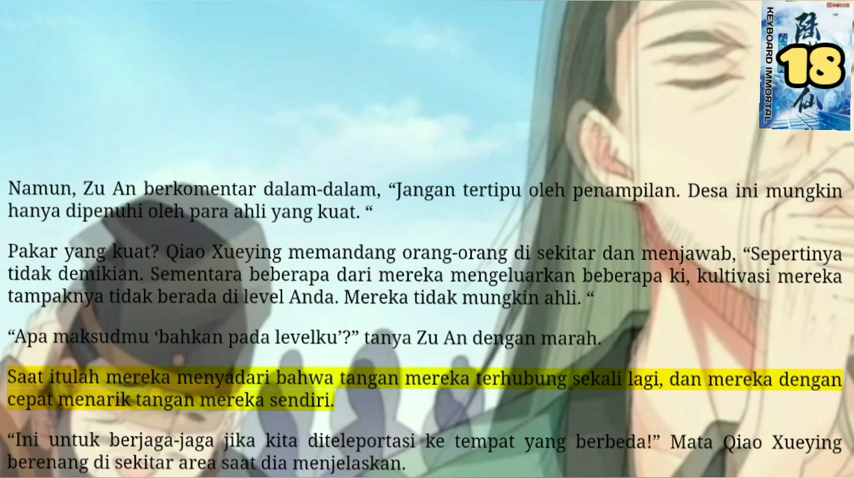 陆
仙
KEYBOARD IMMORTAL
18
Namun, Zu An berkomentar dalam-dalam, “Jangan tertipu oleh penampilan. Desa ini mungkin
hanya dipenuhi oleh para ahli yang kuat. “
Pakar yang kuat? Qiao Xueying memandang orang-orang di sekitar dan menjawab, “Sepertinya
tidak demikian. Sementara beberapa dari mereka mengeluarkan beberapa ki, kultivasi mereka
tampaknya tidak berada di level Anda. Mereka tidak mungkin ahli. “
“Apa maksudmu ‘bahkan pada levelku’?” tanya Zu An dengan marah.
Saat itulah mereka menyadari bahwa tangan mereka terhubung sekali lagi, dan mereka dengan
cepat menarik tangan mereka sendiri.
“Ini untuk berjaga-jaga jika kita diteleportasi ke tempat yang berbeda!” Mata Qiao Xueying
berenang di sekitar area saat dia menjelaskan.